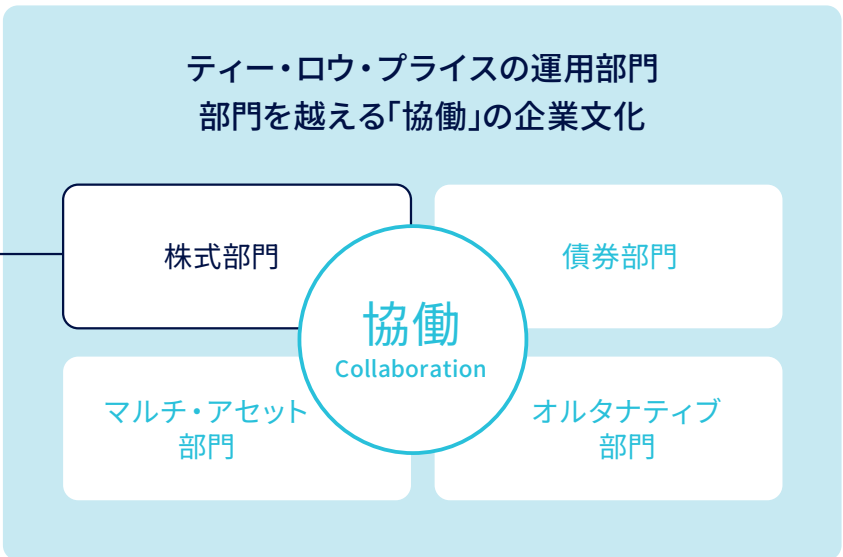 ティー・ロウ・プライスの運用部門
部門を越える「協働」の企業文化
株式部門
債券部門
協働
Collaboration
マルチ・アセット
部門
オルタナティブ
部門